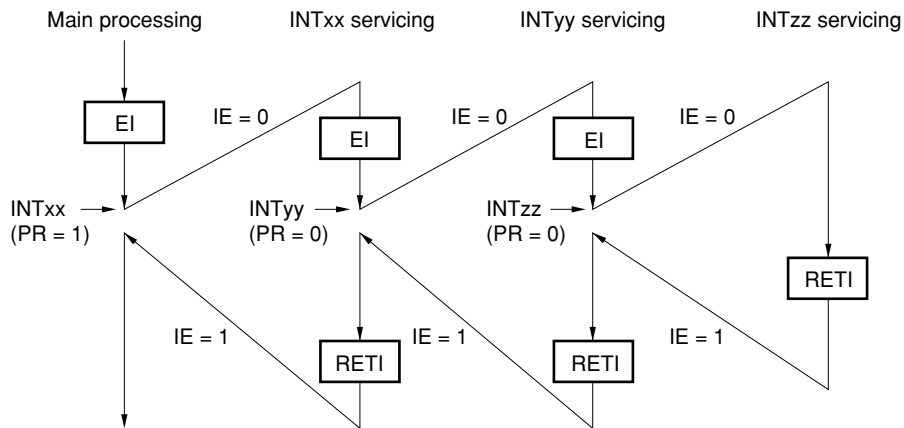 Main processing
INTxx servicing
INTyy servicing
INTzz servicing
EI
IE = 0
EI
IE = 0
EI
IE = 0
INTxx
(PR = 1)
INTyy
(PR = 0)
INTzz
(PR = 0)
RETI
IE = 1
RETI
IE = 1
RETI
IE = 1